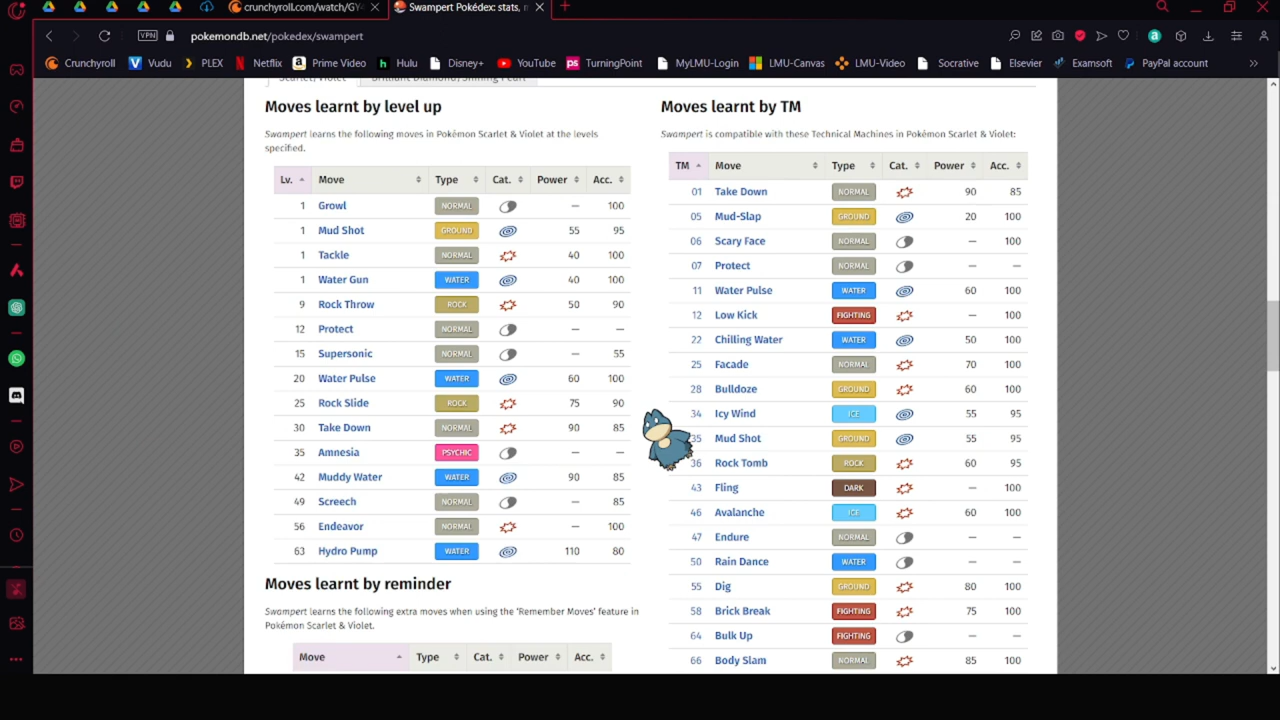 crunchyroll.com/watch/GY
Swampert Pokédex: stats,
VPN pokemondb.net/pokedex/swampert
Crunchyroll Vudu PLEX Netflix Prime Video Hulu Disney+ YouTube TurningPoint MyLMU-Login LMU-Canvas LMU-Video Socrative Elsevier Examsoft PayPal account
Scarlet/Violet Brilliant Diamond/Shining Pearl
Moves learnt by level up
Swampert learns the following moves in Pokémon Scarlet & Violet at the levels
specified.
Lv. Move Type Cat. Power Acc.
1 Growl NORMAL — 100
1 Mud Shot GROUND 55 95
1 Tackle NORMAL 40 100
1 Water Gun WATER 40 100
9 Rock Throw ROCK 50 90
12 Protect NORMAL — —
15 Supersonic NORMAL — 55
20 Water Pulse WATER 60 100
25 Rock Slide ROCK 75 90
30 Take Down NORMAL 90 85
35 Amnesia PSYCHIC — —
42 Muddy Water WATER 90 85
49 Screech NORMAL — 85
56 Endeavor NORMAL — 100
63 Hydro Pump WATER 110 80
Moves learnt by reminder
Swampert learns the following extra moves when using the 'Remember Moves' feature in
Pokémon Scarlet & Violet.
Move Type Cat. Power Acc.
Moves learnt by TM
Swampert is compatible with these Technical Machines in Pokémon Scarlet & Violet:
TM Move Type Cat. Power Acc.
01 Take Down NORMAL 90 85
05 Mud-Slap GROUND 20 100
06 Scary Face NORMAL — 100
07 Protect NORMAL — —
11 Water Pulse WATER 60 100
12 Low Kick FIGHTING — 100
22 Chilling Water WATER 50 100
25 Facade NORMAL 70 100
28 Bulldoze GROUND 60 100
34 Icy Wind ICE 55 95
35 Mud Shot GROUND 55 95
36 Rock Tomb ROCK 60 95
43 Fling DARK — 100
46 Avalanche ICE 60 100
47 Endure NORMAL — —
50 Rain Dance WATER — —
55 Dig GROUND 80 100
58 Brick Break FIGHTING 75 100
64 Bulk Up FIGHTING — —
66 Body Slam NORMAL 85 100